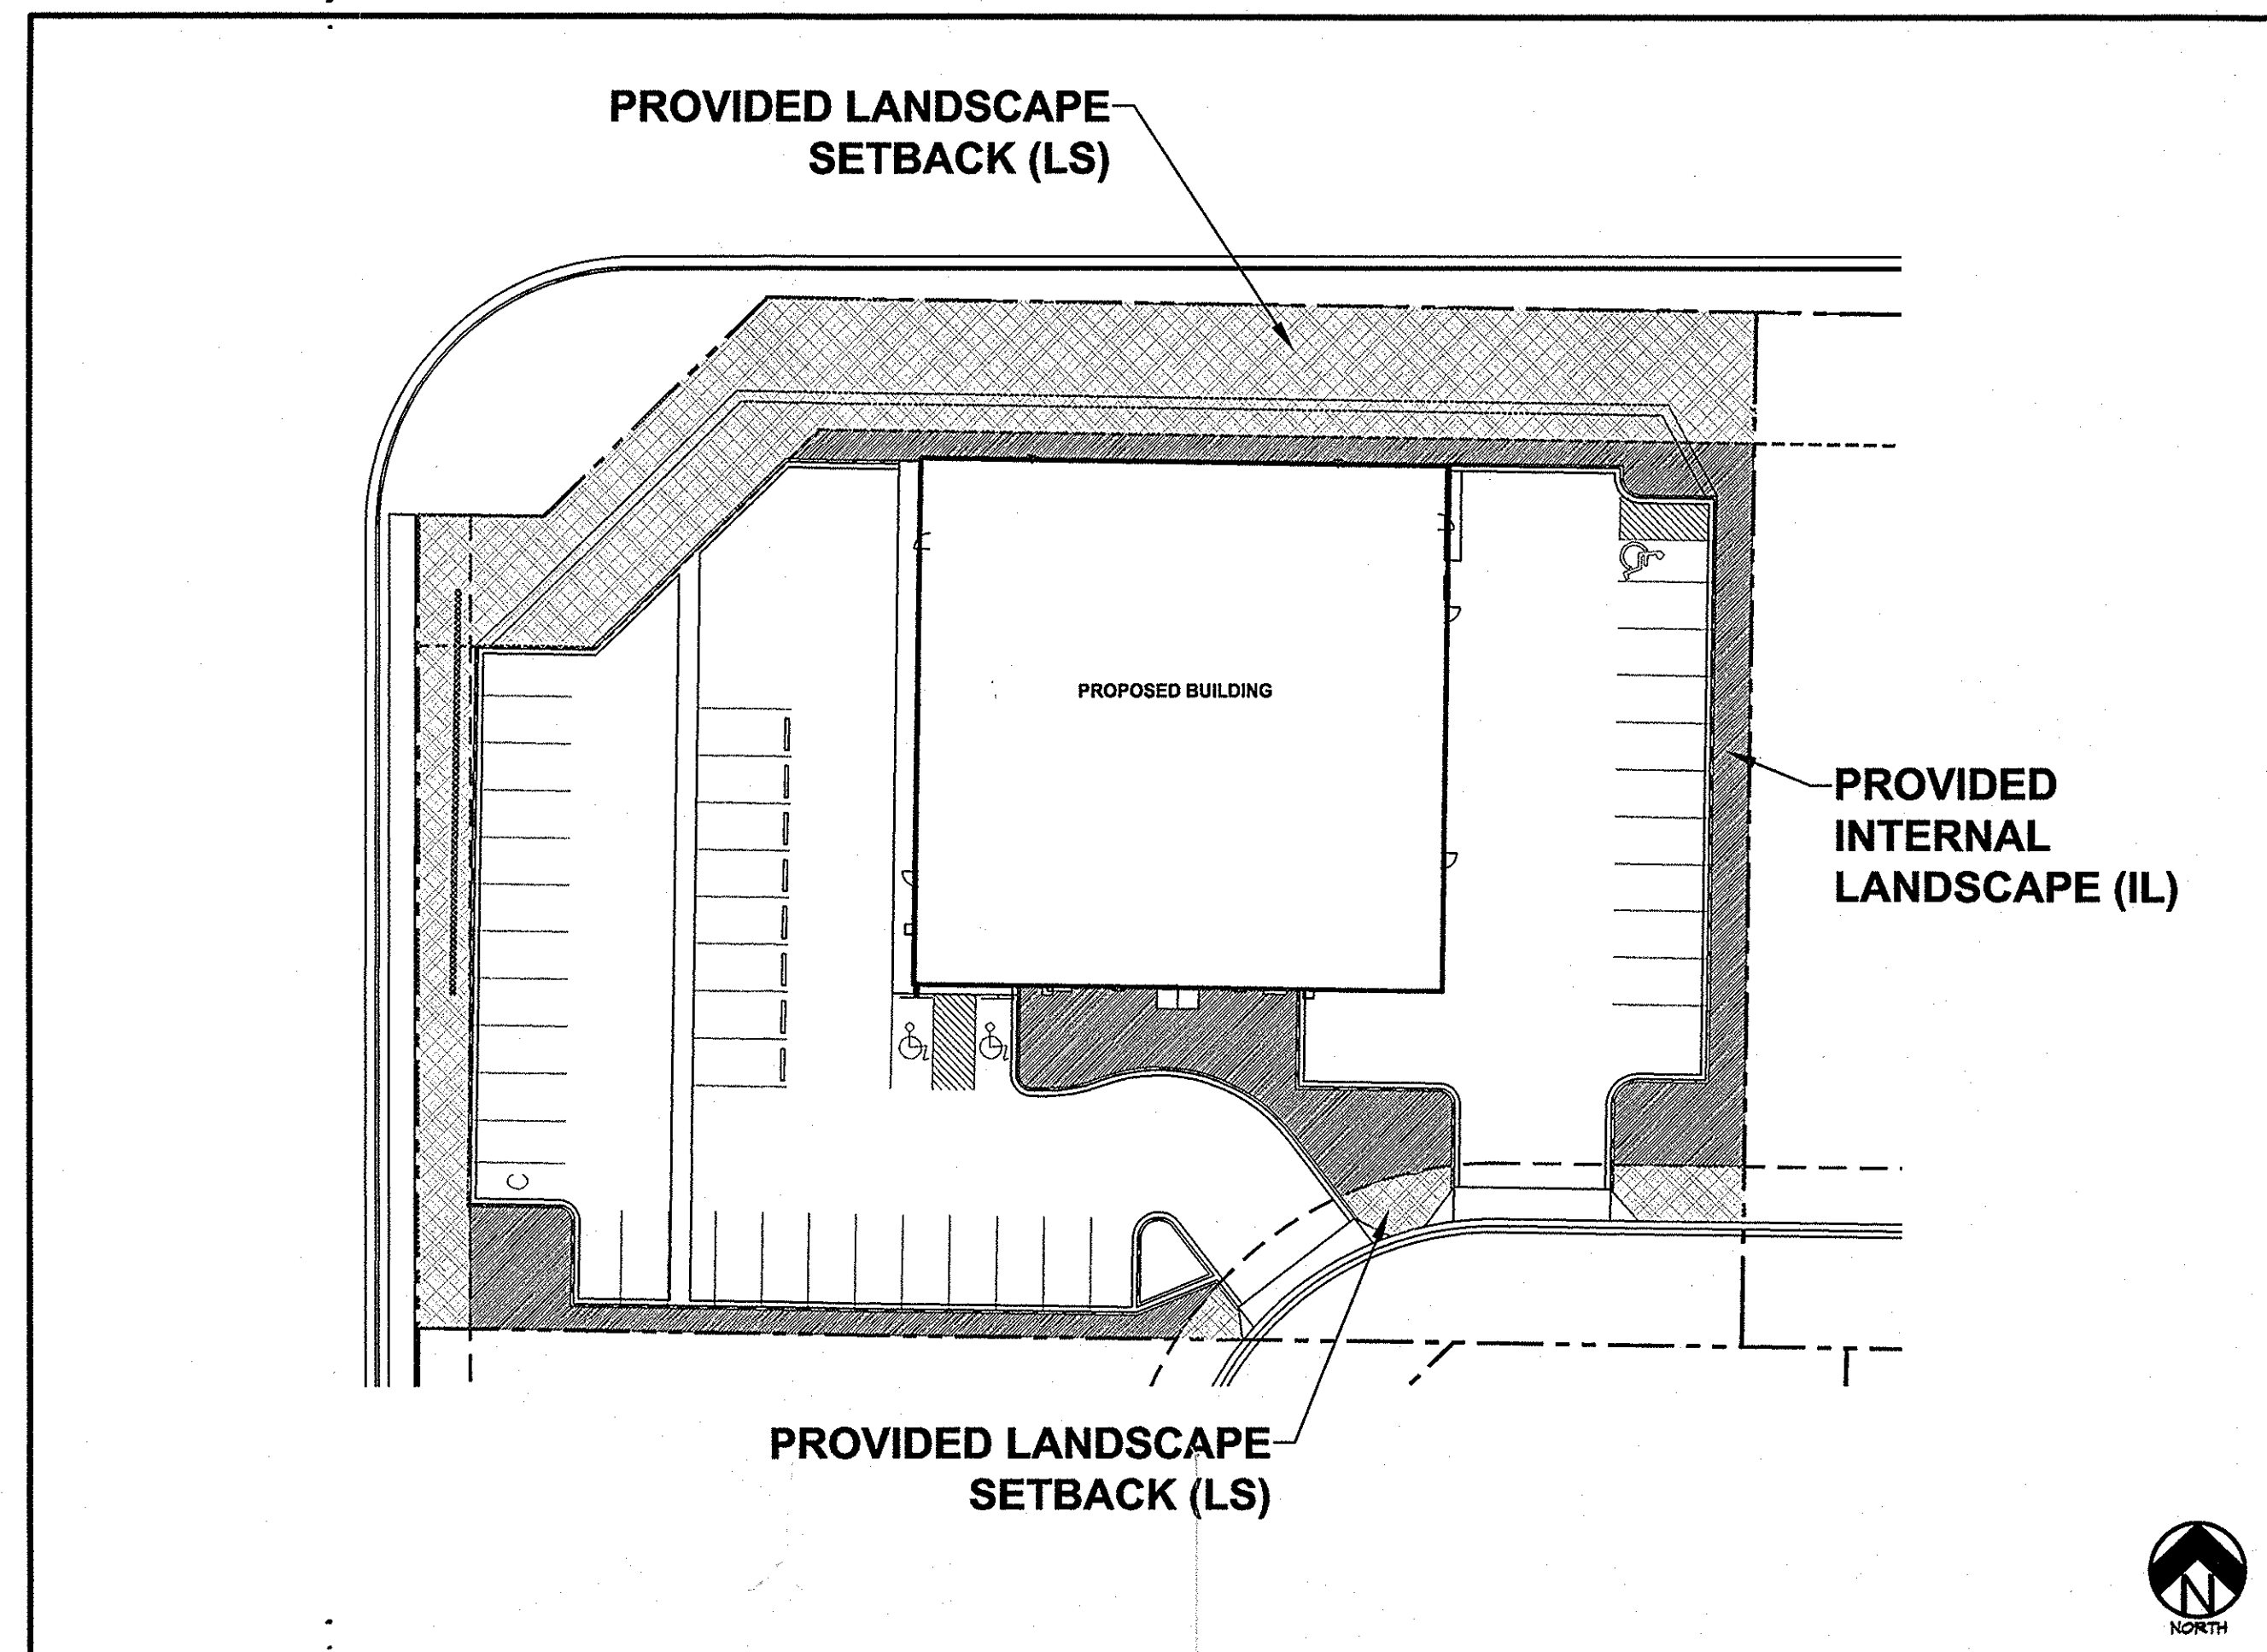 PROVIDED LANDSCAPE
SETBACK (LS)
PROPOSED BUILDING
PROVIDED
INTERNAL
LANDSCAPE (IL)
C
PROVIDED LANDSCAPE
SETBACK (LS)
N
NORTH